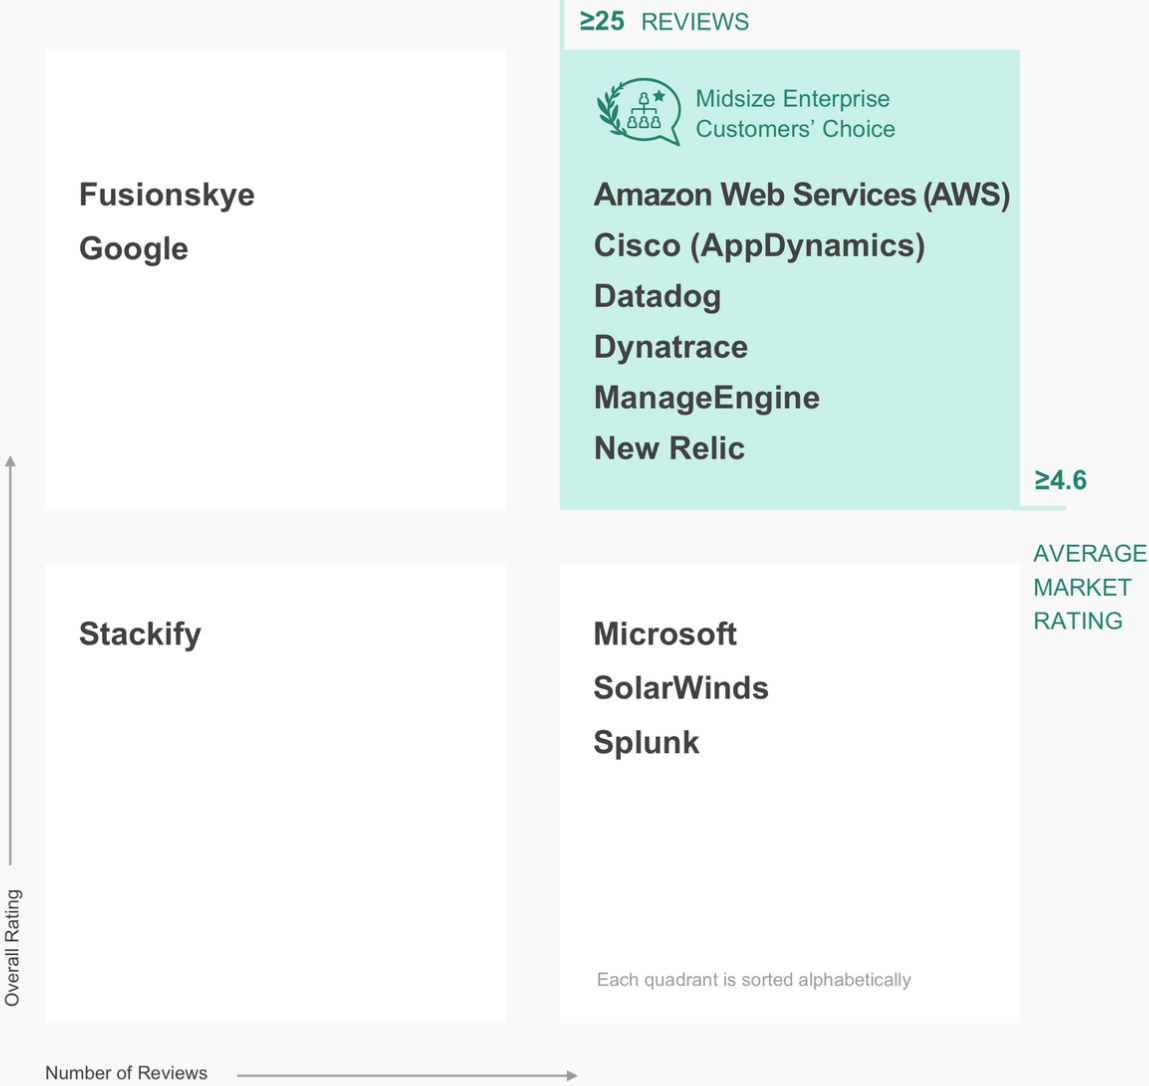 ≥25 REVIEWS
Midsize Enterprise
Customers’ Choice
Fusionskye
Google
Amazon Web Services (AWS)
Cisco (AppDynamics)
Datadog
Dynatrace
ManageEngine
New Relic
≥4.6
AVERAGE
MARKET
RATING
Stackify
Microsoft
SolarWinds
Splunk
Each quadrant is sorted alphabetically
Overall Rating
Number of Reviews